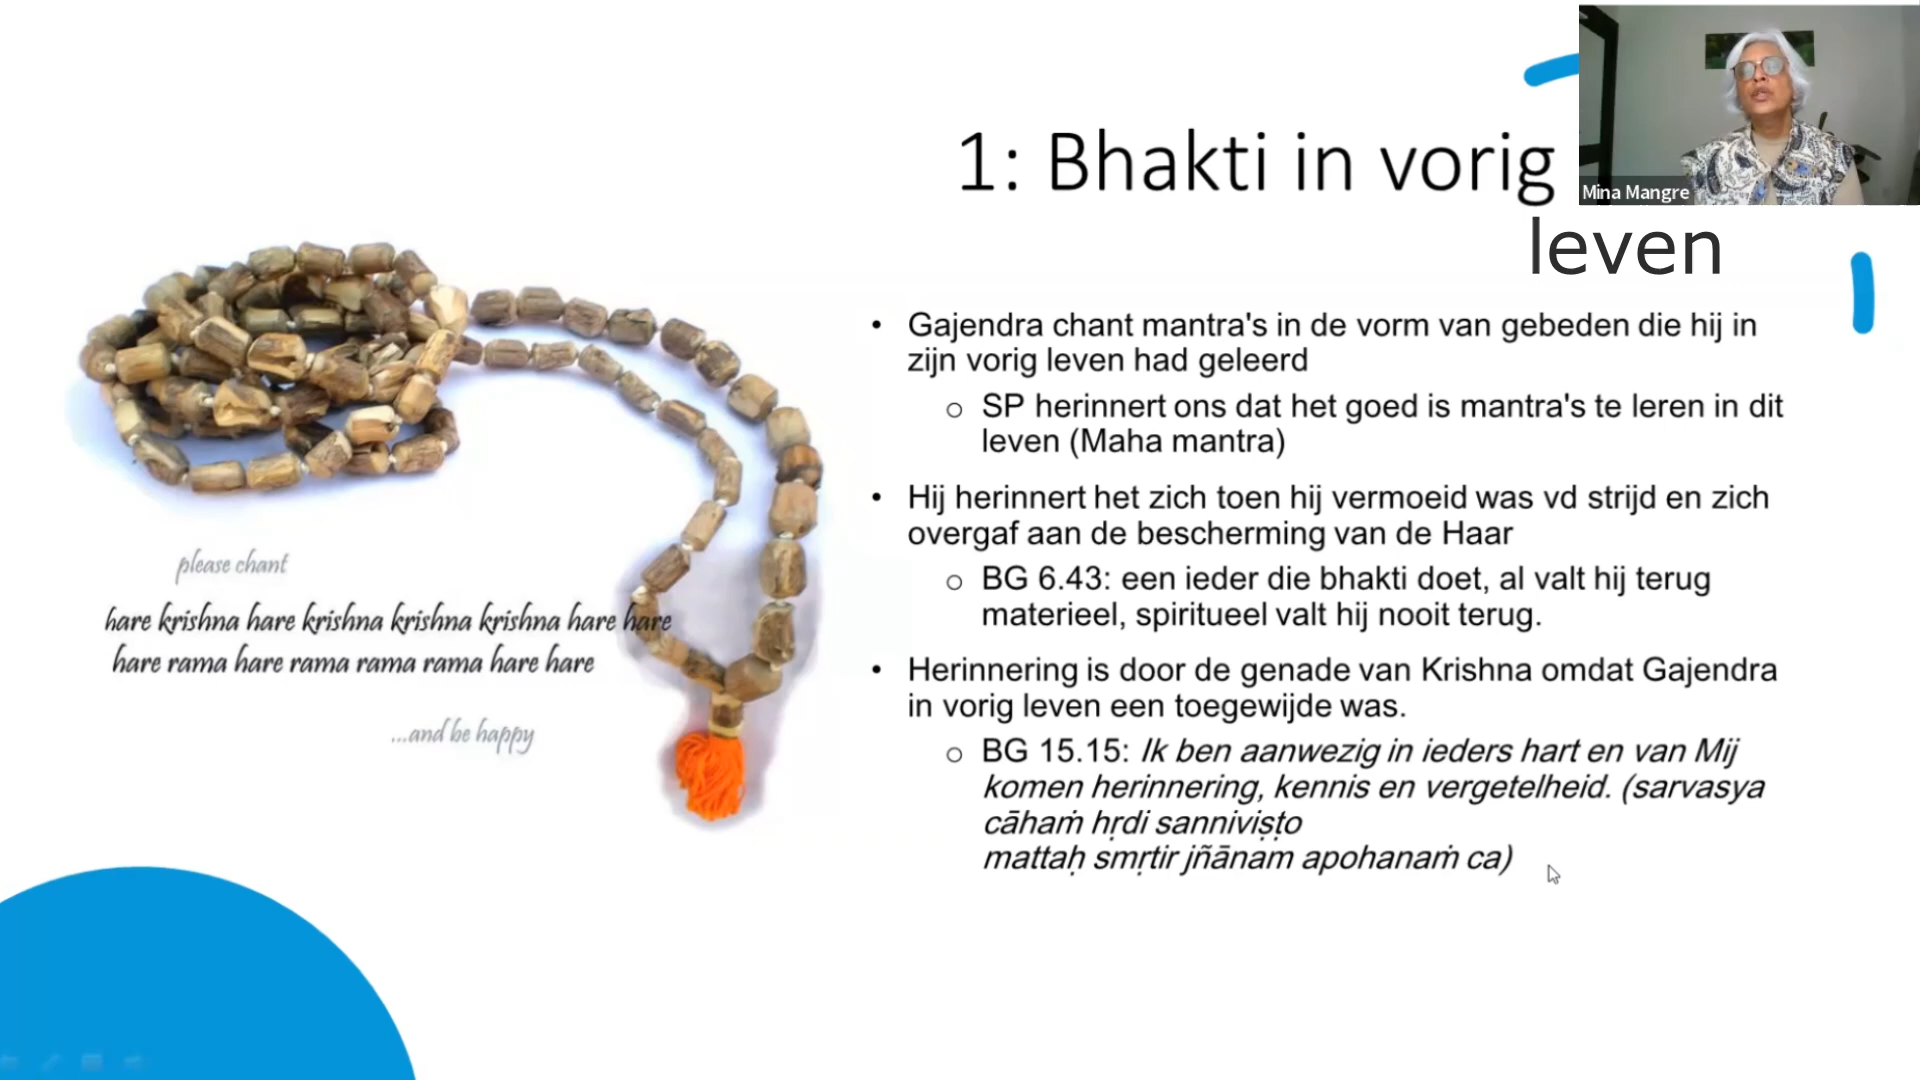 1: Bhakti in vorig
leven
Mina Mangre
• Gajendra chant mantra's in de vorm van gebeden die hij in
zijn vorig leven had geleerd
o SP herinnert ons dat het goed is mantra's te leren in dit
leven (Maha mantra)
• Hij herinnert het zich toen hij vermoeid was vd strijd en zich
overgaf aan de bescherming van de Haar
o BG 6.43: een ieder die bhakti doet, al valt hij terug
materieel, spiritueel valt hij nooit terug.
• Herinnering is door de genade van Krishna omdat Gajendra
in vorig leven een toegewijde was.
o BG 15.15: Ik ben aanwezig in ieders hart en van Mij
komen herinnering, kennis en vergetelheid. (sarvasya
cāhaṁ hṛdi sanniviṣṭo
mattaḥ smṛtir jñānam apohanaṁ ca)
please chant
hare krishna hare krishna krishna krishna hare hare
hare rama hare rama rama rama hare hare
...and be happy